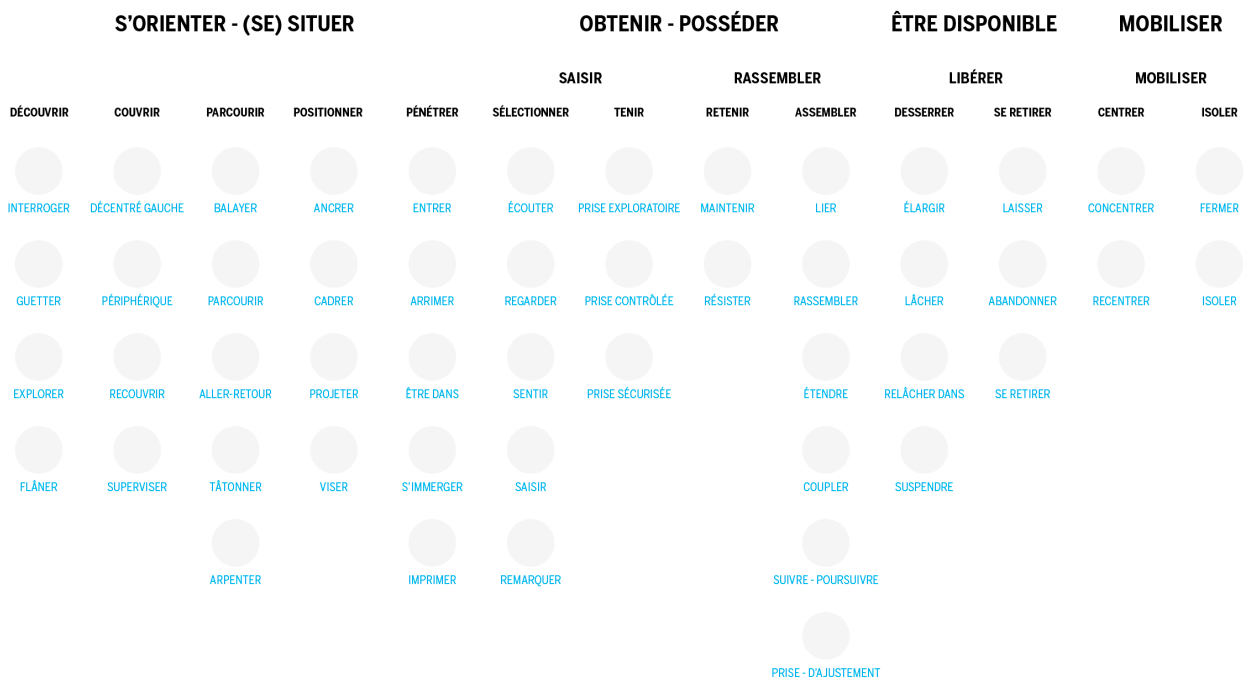 S’ORIENTER - (SE) SITUER OBTENIR - POSSÉDER ÊTRE DISPONIBLE MOBILISER
SAISIR RASSEMBLER LIBÉRER MOBILISER
DÉCOUVRIR COUVRIR PARCOURIR POSITIONNER PÉNÉTRER SÉLECTIONNER TENIR RETENIR ASSEMBLER DESSERRER SE RETIRER CENTRER ISOLER
INTERROGER DÉCENTRÉ GAUCHE BALAYER ANCRER ENTRER ÉCOUTER PRISE EXPLORATOIRE MAINTENIR LIER ÉLARGIR LAISSER CONCENTRER FERMER
GUETTER PÉRIPHÉRIQUE PARCOURIR CADRER ARRIMER REGARDER PRISE CONTRÔLÉE RÉSISTER RASSEMBLER LÂCHER ABANDONNER RECENTRER ISOLER
EXPLORER RECOUVRIR ALLER-RETOUR PROJETER ÊTRE DANS SENTIR PRISE SÉCURISÉE ÉTENDRE RELÂCHER DANS SE RETIRER
FLÂNER SUPERVISER TÂTONNER VISER S’IMMERGER SAISIR COUPLER SUSPENDRE
ARPENTER IMPRIMER REMARQUER SUIVRE - POURSUIVRE
PRISE - D’AJUSTEMENT